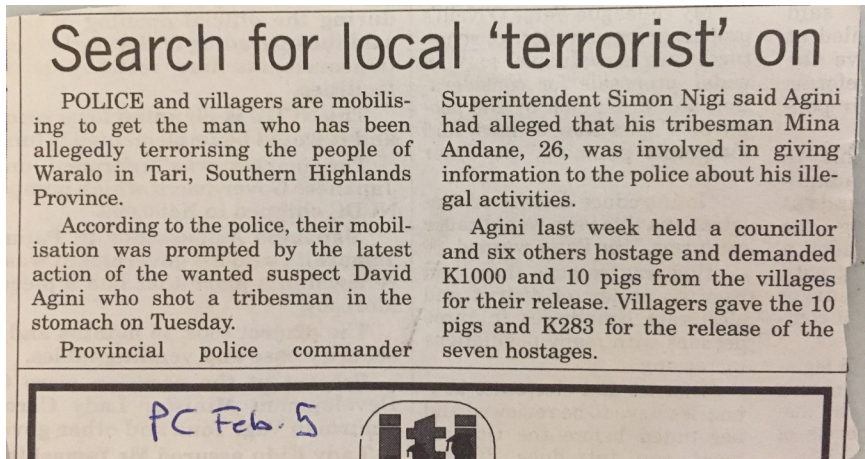 Search for local ‘terrorist’ on
POLICE and villagers are mobilis-
ing to get the man who has been
allegedly terrorising the people of
Waralo in Tari, Southern Highlands
Province.
According to the police, their mobil-
isation was prompted by the latest
action of the wanted suspect David
Agini who shot a tribesman in the
stomach on Tuesday.
Provincial police commander
Superintendent Simon Nigi said Agini
had alleged that his tribesman Mina
Andane, 26, was involved in giving
information to the police about his ille-
gal activities.
Agini last week held a councillor
and six others hostage and demanded
K1000 and 10 pigs from the villages
for their release. Villagers gave the 10
pigs and K283 for the release of the
seven hostages.
PC Feb. 5
iti